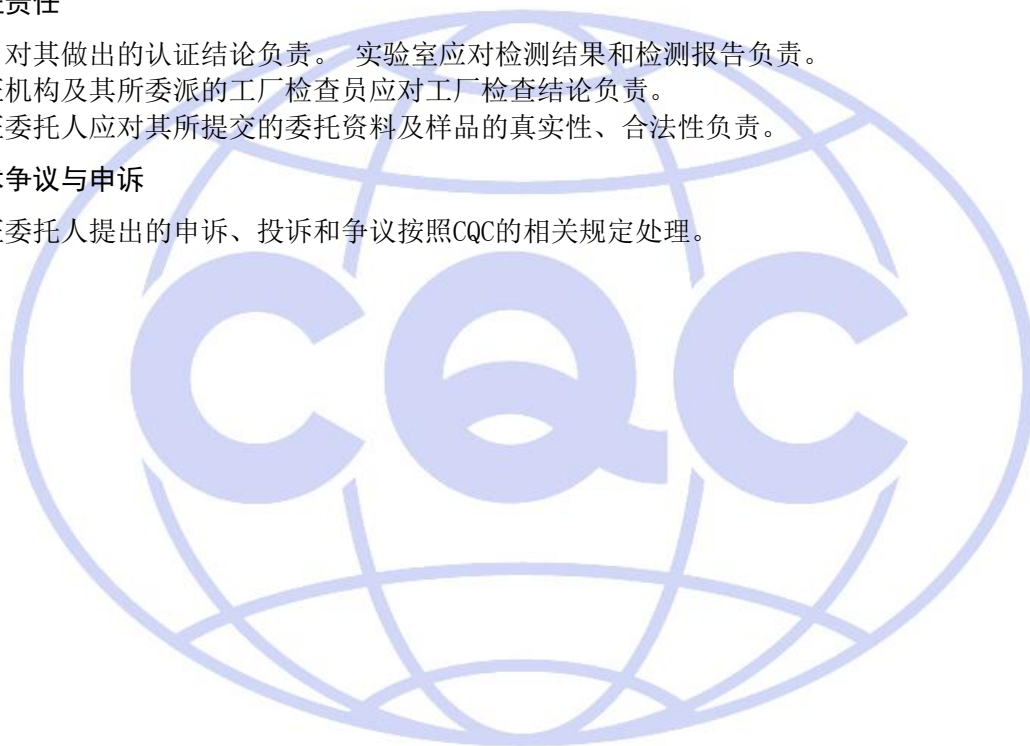 责任
对其做出的认证结论负责。 实验室应对检测结果和检测报告负责。
机构及其所委派的工厂检查员应对工厂检查结论负责。
委托人应对其所提交的委托资料及样品的真实性、合法性负责。
争议与申诉
委托人提出的申诉、投诉和争议按照CQC的相关规定处理。
CQC